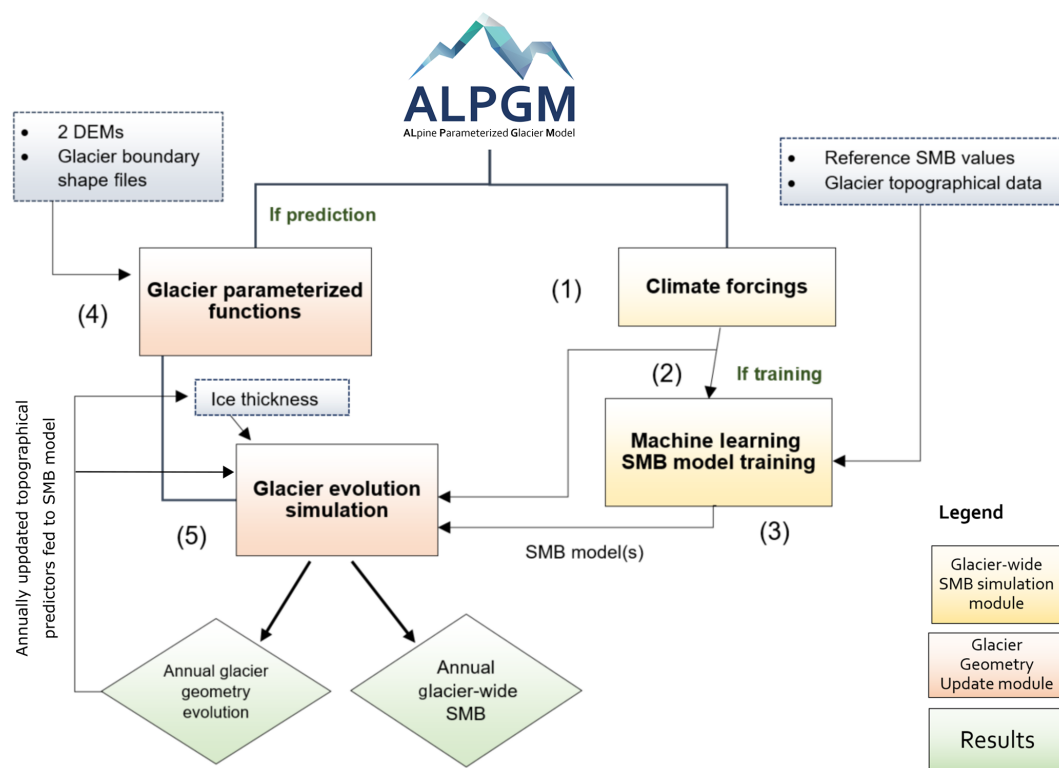 ALPGM
ALpine Parameterized Glacier Model
• 2 DEMs
• Glacier boundary
shape files
• Reference SMB values
• Glacier topographical data
If prediction
(4)
Glacier parameterized
functions
(1)
Climate forcings
(2)
If training
Ice thickness
Machine learning
SMB model training
(3)
Glacier evolution
simulation
(5)
SMB model(s)
Annually uppdated topographical
predictors fed to SMB model
Annual glacier
geometry
evolution
Annual
glacier-wide
SMB
Legend
Glacier-wide
SMB simulation
module
Glacier
Geometry
Update module
Results